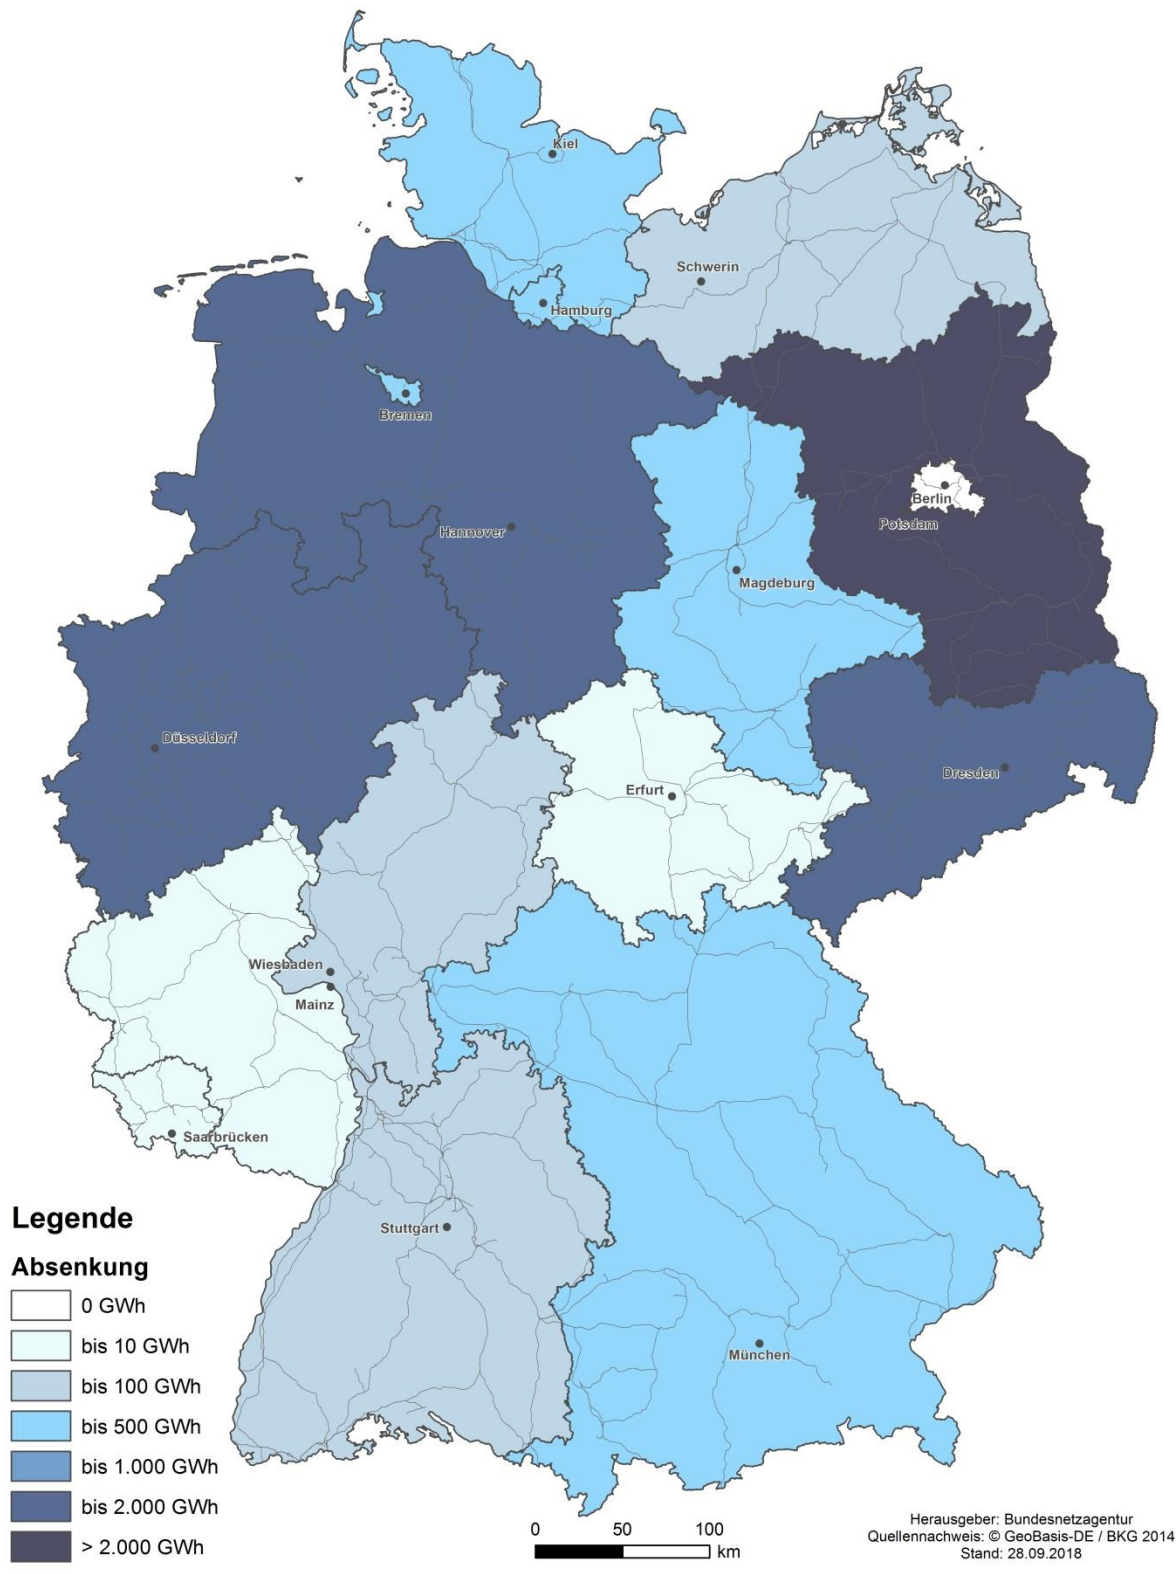 Kiel
Schwerin
Hamburg
Bremen
Berlin
Potsdam
Hannover
Magdeburg
Düsseldorf
Dresden
Erfurt
Wiesbaden
Mainz
Saarbrücken
Stuttgart
München
Legende
Absenkung
0 GWh
bis 10 GWh
bis 100 GWh
bis 500 GWh
bis 1.000 GWh
bis 2.000 GWh
> 2.000 GWh
0 50 100
km
Herausgeber: Bundesnetzagentur
Quellennachweis: © GeoBasis-DE / BKG 2014
Stand: 28.09.2018